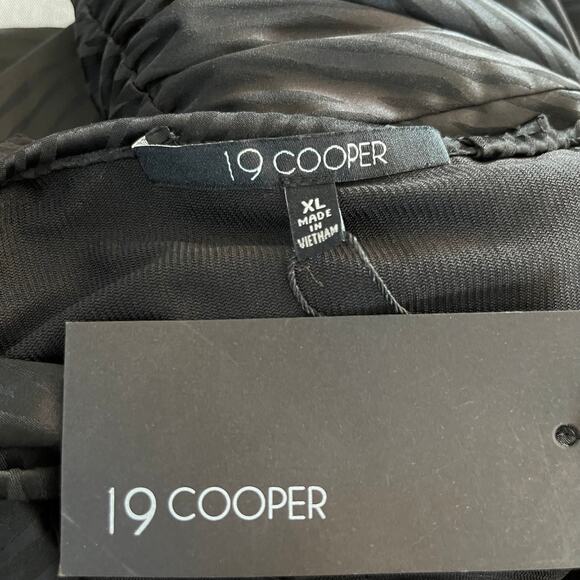 19 COOPER
XL
MADE
IN
VIETNAM
19 COOPER